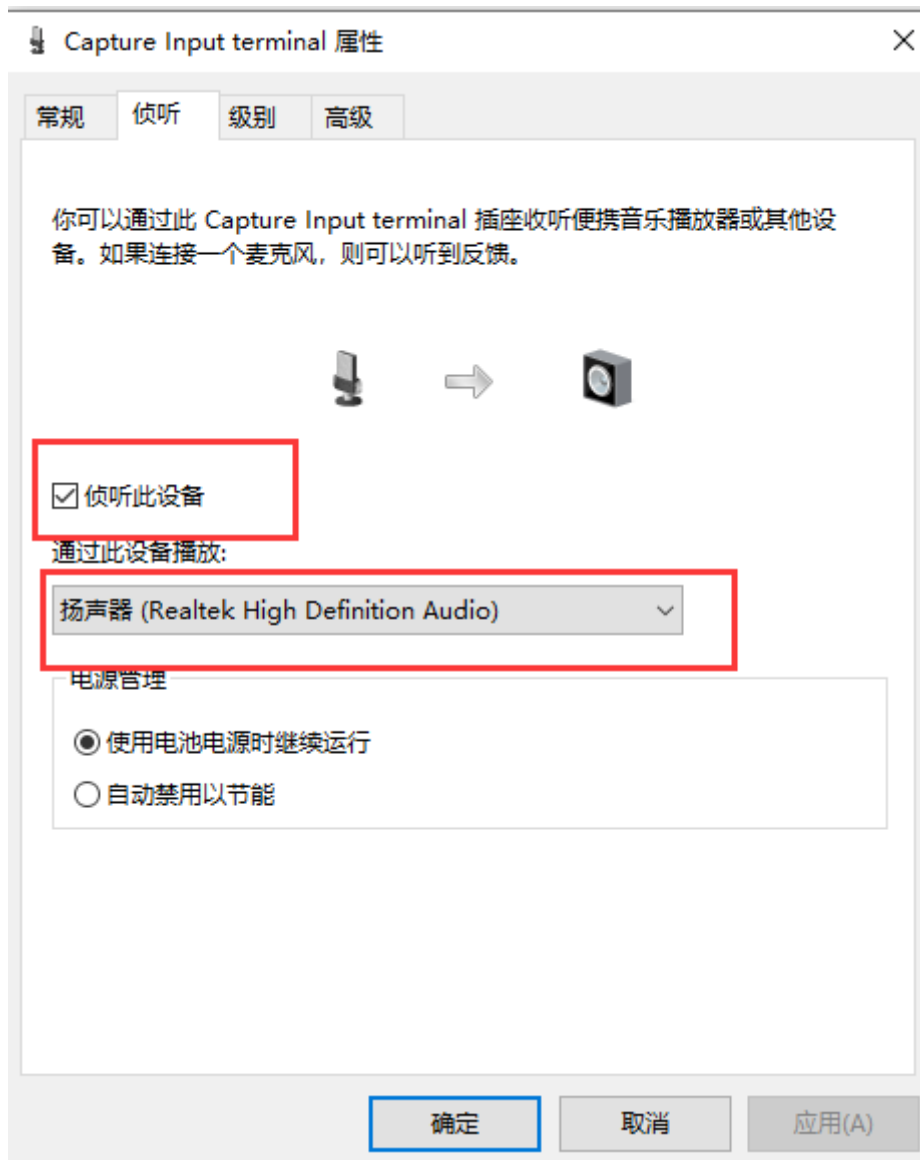 Capture Input terminal 属性
常规 侦听 级别 高级
你可以通过此 Capture Input terminal 插座收听便携音乐播放器或其他设
备。如果连接一个麦克风，则可以听到反馈。
侦听此设备
通过此设备播放:
扬声器 (Realtek High Definition Audio)
电源管理
使用电池电源时继续运行
自动禁用以节能
确定 取消 应用(A)